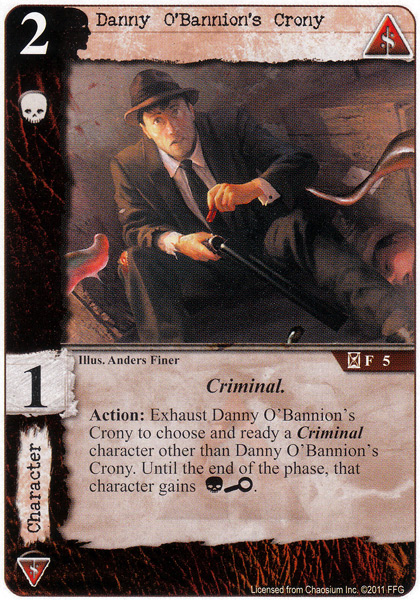 2
Danny O'Bannion's Crony
$
Illus. Anders Finer
F 5
1
Criminal.
Action: Exhaust Danny O'Bannion's
Crony to choose and ready a Criminal
character other than Danny O'Bannion's
Crony. Until the end of the phase, that
character gains .
Character
$
Licensed from Chaosium Inc. ©2011 FFG